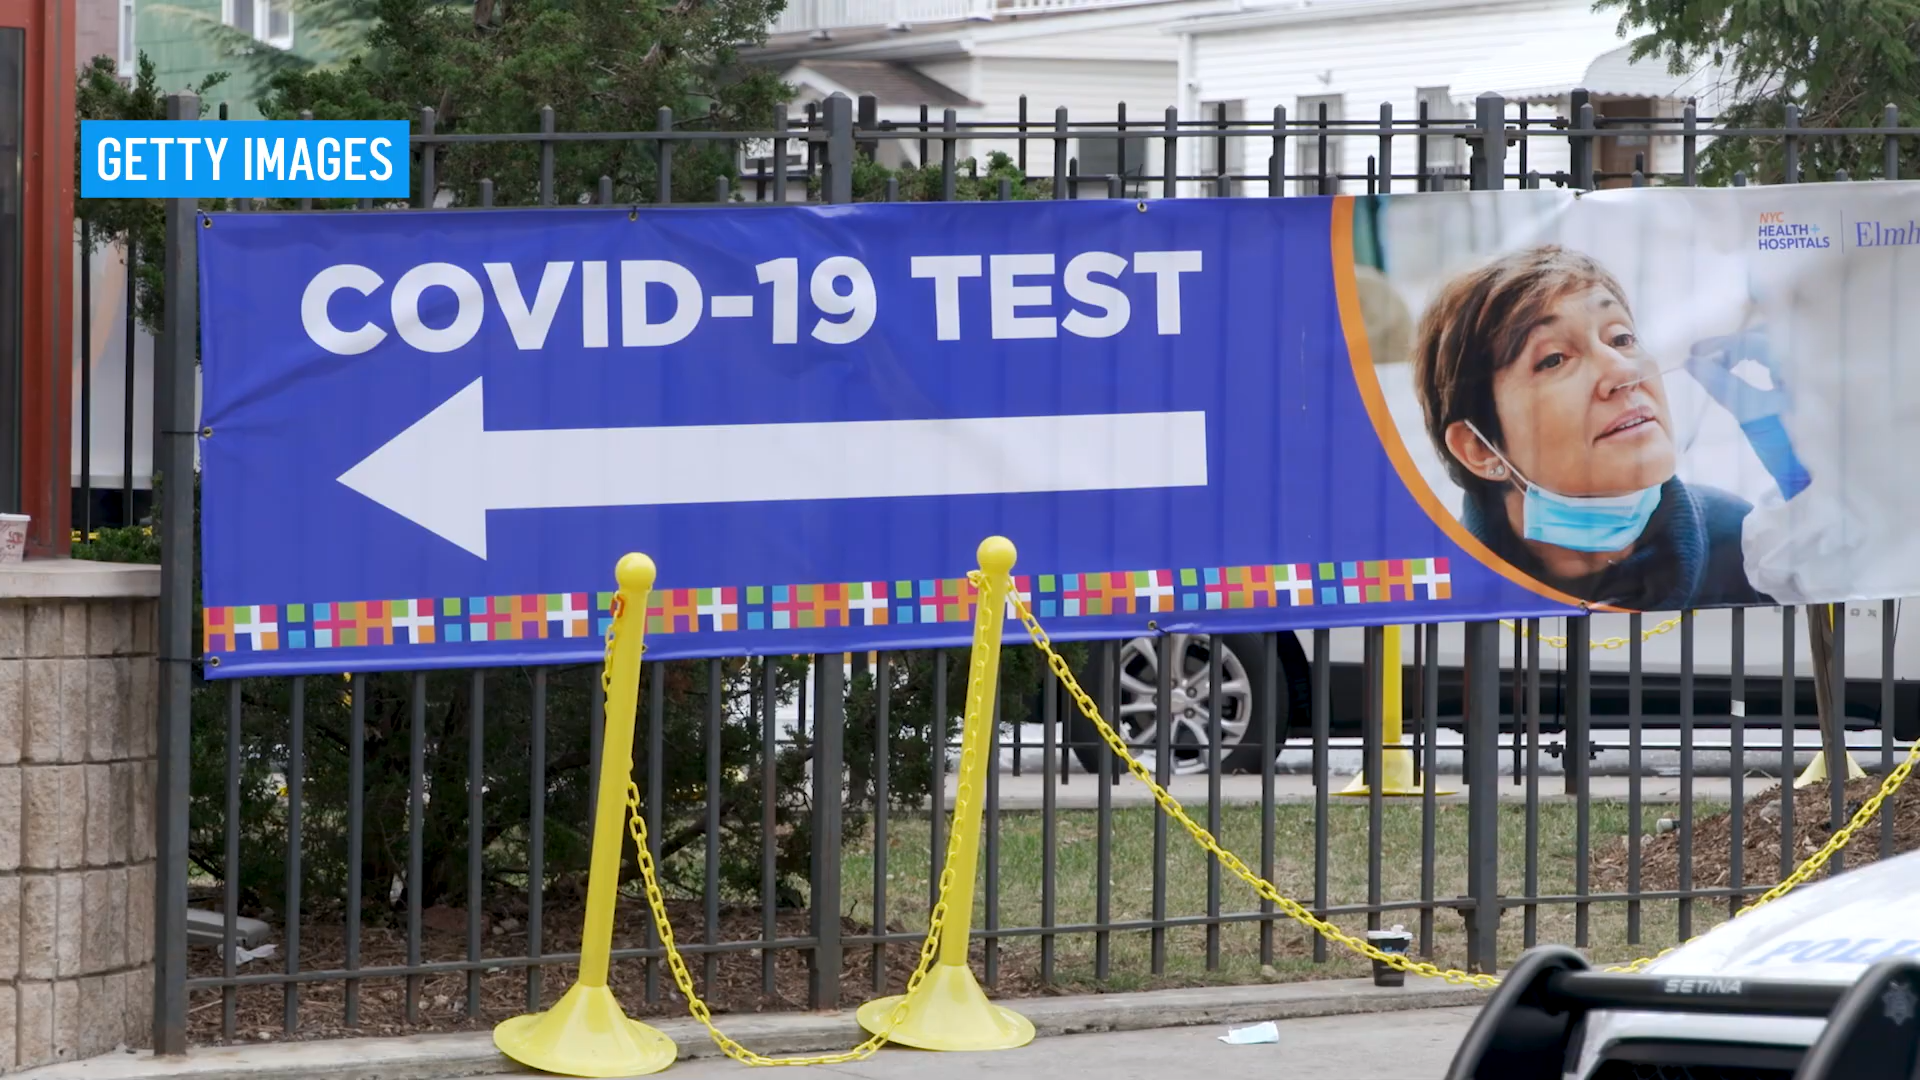 GETTY IMAGES
COVID-19 TEST
NYC
HEALTH+
HOSPITALS
Elmh
SETINA